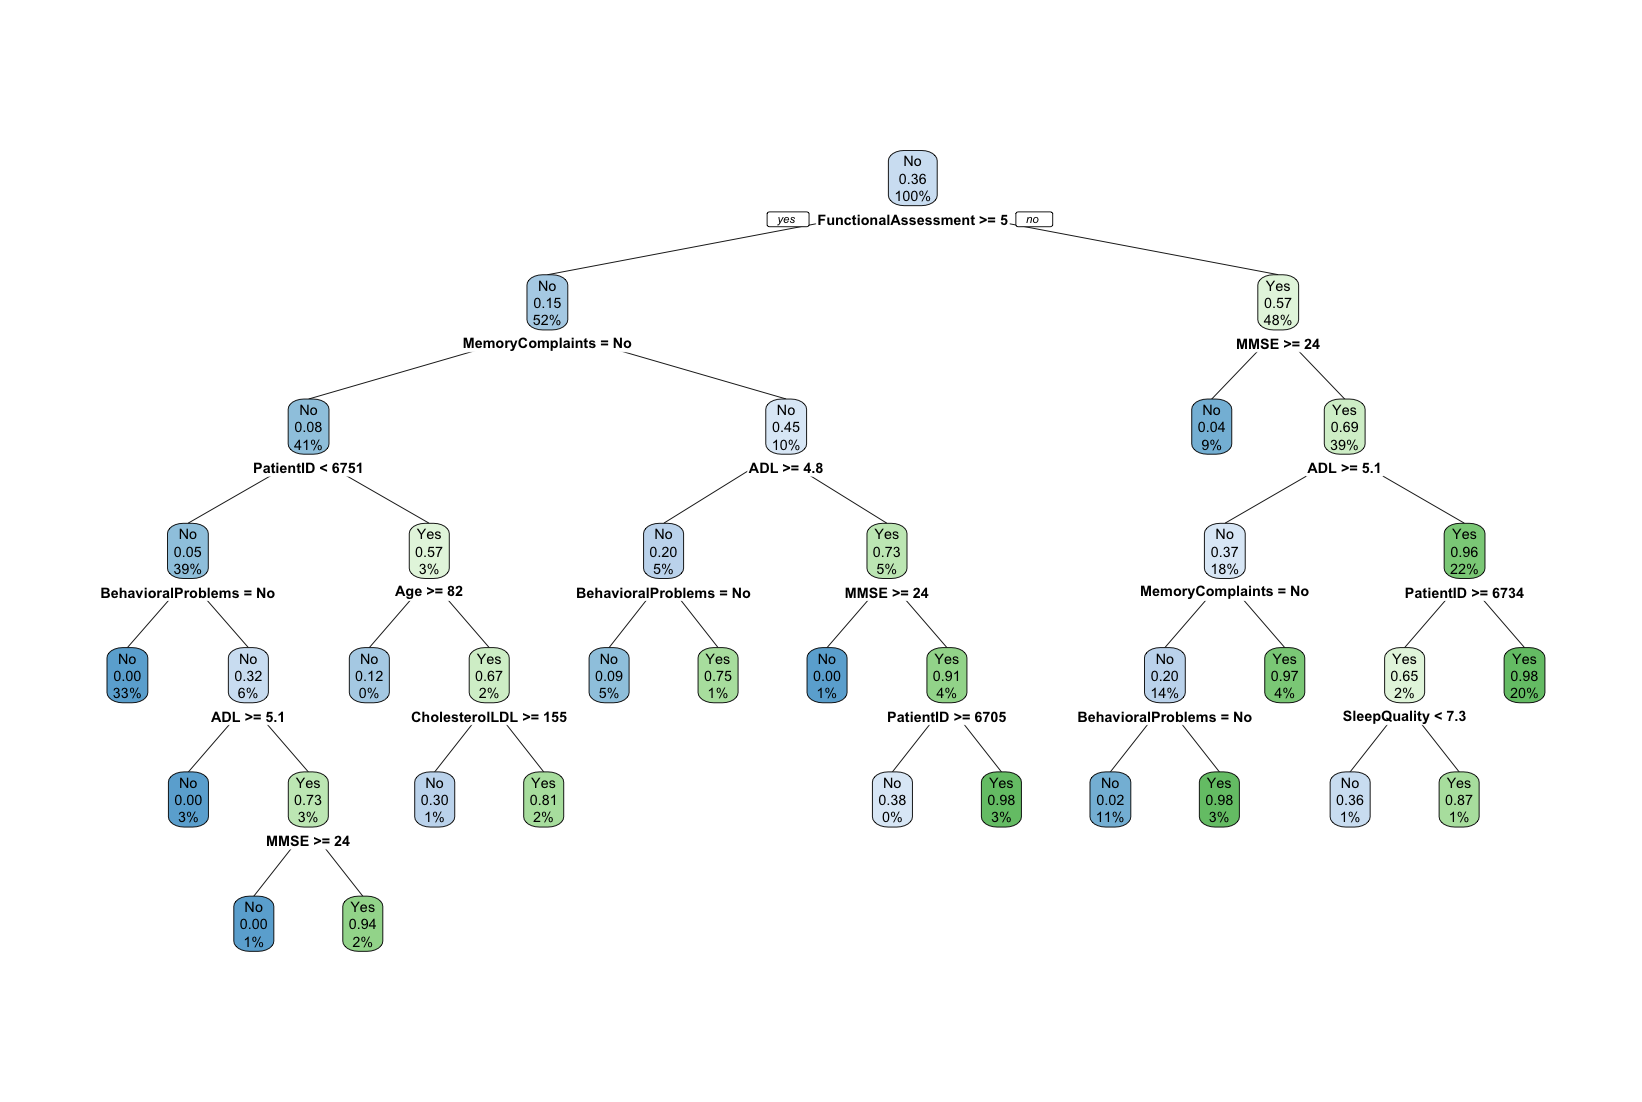 No
0.36
100%
yes
FunctionalAssessment >= 5
no
No
0.15
52%
Yes
0.57
48%
MemoryComplaints = No
MMSE >= 24
No
0.08
41%
No
0.45
10%
No
0.04
9%
Yes
0.69
39%
PatientID < 6751
ADL >= 4.8
ADL >= 5.1
No
0.05
39%
Yes
0.57
3%
No
0.20
5%
Yes
0.73
5%
No
0.37
18%
Yes
0.96
22%
BehavioralProblems = No
Age >= 82
BehavioralProblems = No
MMSE >= 24
MemoryComplaints = No
PatientID >= 6734
No
0.00
33%
No
0.32
6%
No
0.12
0%
Yes
0.67
2%
No
0.09
5%
Yes
0.75
1%
No
0.00
1%
Yes
0.91
4%
No
0.20
14%
Yes
0.97
4%
Yes
0.65
2%
Yes
0.98
20%
ADL >= 5.1
CholesterolLDL >= 155
PatientID >= 6705
BehavioralProblems = No
SleepQuality < 7.3
No
0.00
3%
Yes
0.73
3%
No
0.30
1%
Yes
0.81
2%
No
0.38
0%
Yes
0.98
3%
No
0.02
11%
Yes
0.98
3%
No
0.36
1%
Yes
0.87
1%
MMSE >= 24
No
0.00
1%
Yes
0.94
2%